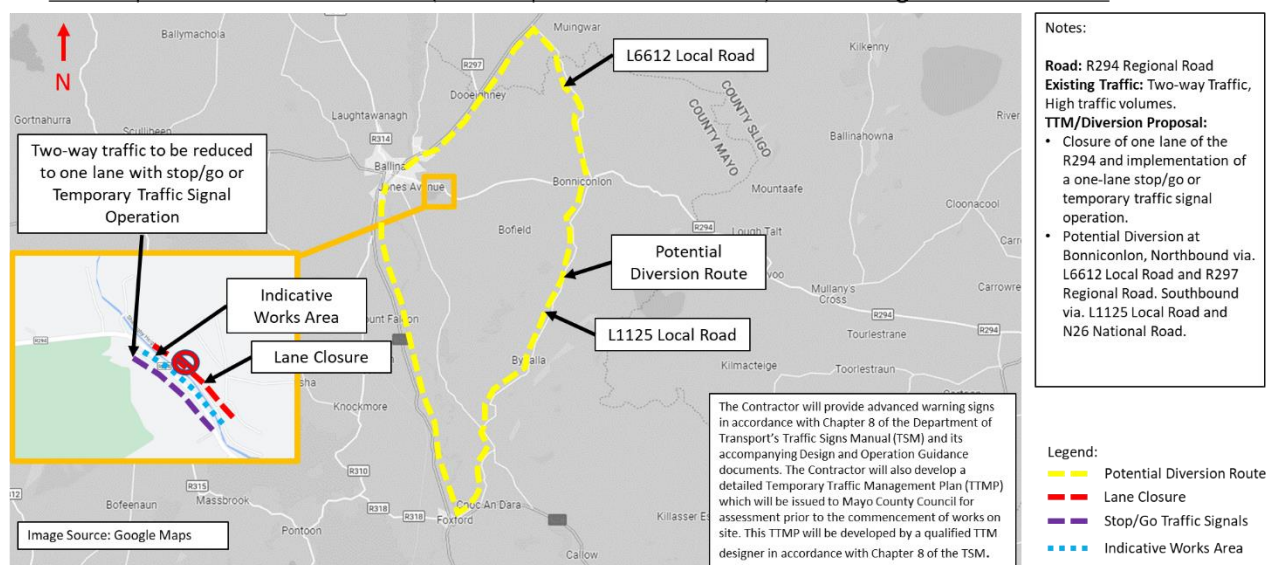 Muingwar
Ballymachola
Kilkenny
N
R297
Dooeighney
L6612 Local Road
COUNTY SLIGO
COUNTY MAYO
Gortnahurra
Scullibeen
Laughtawanagh
R314
Ballinahowna
River
Two-way traffic to be reduced
to one lane with stop/go or
Temporary Traffic Signal
Operation
Ballina
Jones Avenue
Bonniconlon
Mountaafe
Cloonacool
Bofield
Lough Talt
Potential
Diversion Route
Mullany's
Cross
Carrowre
R294
Indicative
Works Area
Lane Closure
L1125 Local Road
Tourlestrane
R294
Kilmacteige
Toorlestraun
Knockmore
R310
R315
Bofeenaun
Massbrook
Pontoon
R318
R318
Foxford
Callow
Image Source: Google Maps
The Contractor will provide advanced warning signs
in accordance with Chapter 8 of the Department of
Transport's Traffic Signs Manual (TSM) and its
accompanying Design and Operation Guidance
documents. The Contractor will also develop a
detailed Temporary Traffic Management Plan (TTMP)
which will be issued to Mayo County Council for
assessment prior to the commencement of works on
site. This TTMP will be developed by a qualified TTM
designer in accordance with Chapter 8 of the TSM.
Notes:
Road: R294 Regional Road
Existing Traffic: Two-way Traffic,
High traffic volumes.
TTM/Diversion Proposal:
• Closure of one lane of the
R294 and implementation of
a one-lane stop/go or
temporary traffic signal
operation.
• Potential Diversion at
Bonniconlon, Northbound via.
L6612 Local Road and R297
Regional Road. Southbound
via. L1125 Local Road and
N26 National Road.
Legend:
Potential Diversion Route
Lane Closure
Stop/Go Traffic Signals
Indicative Works Area